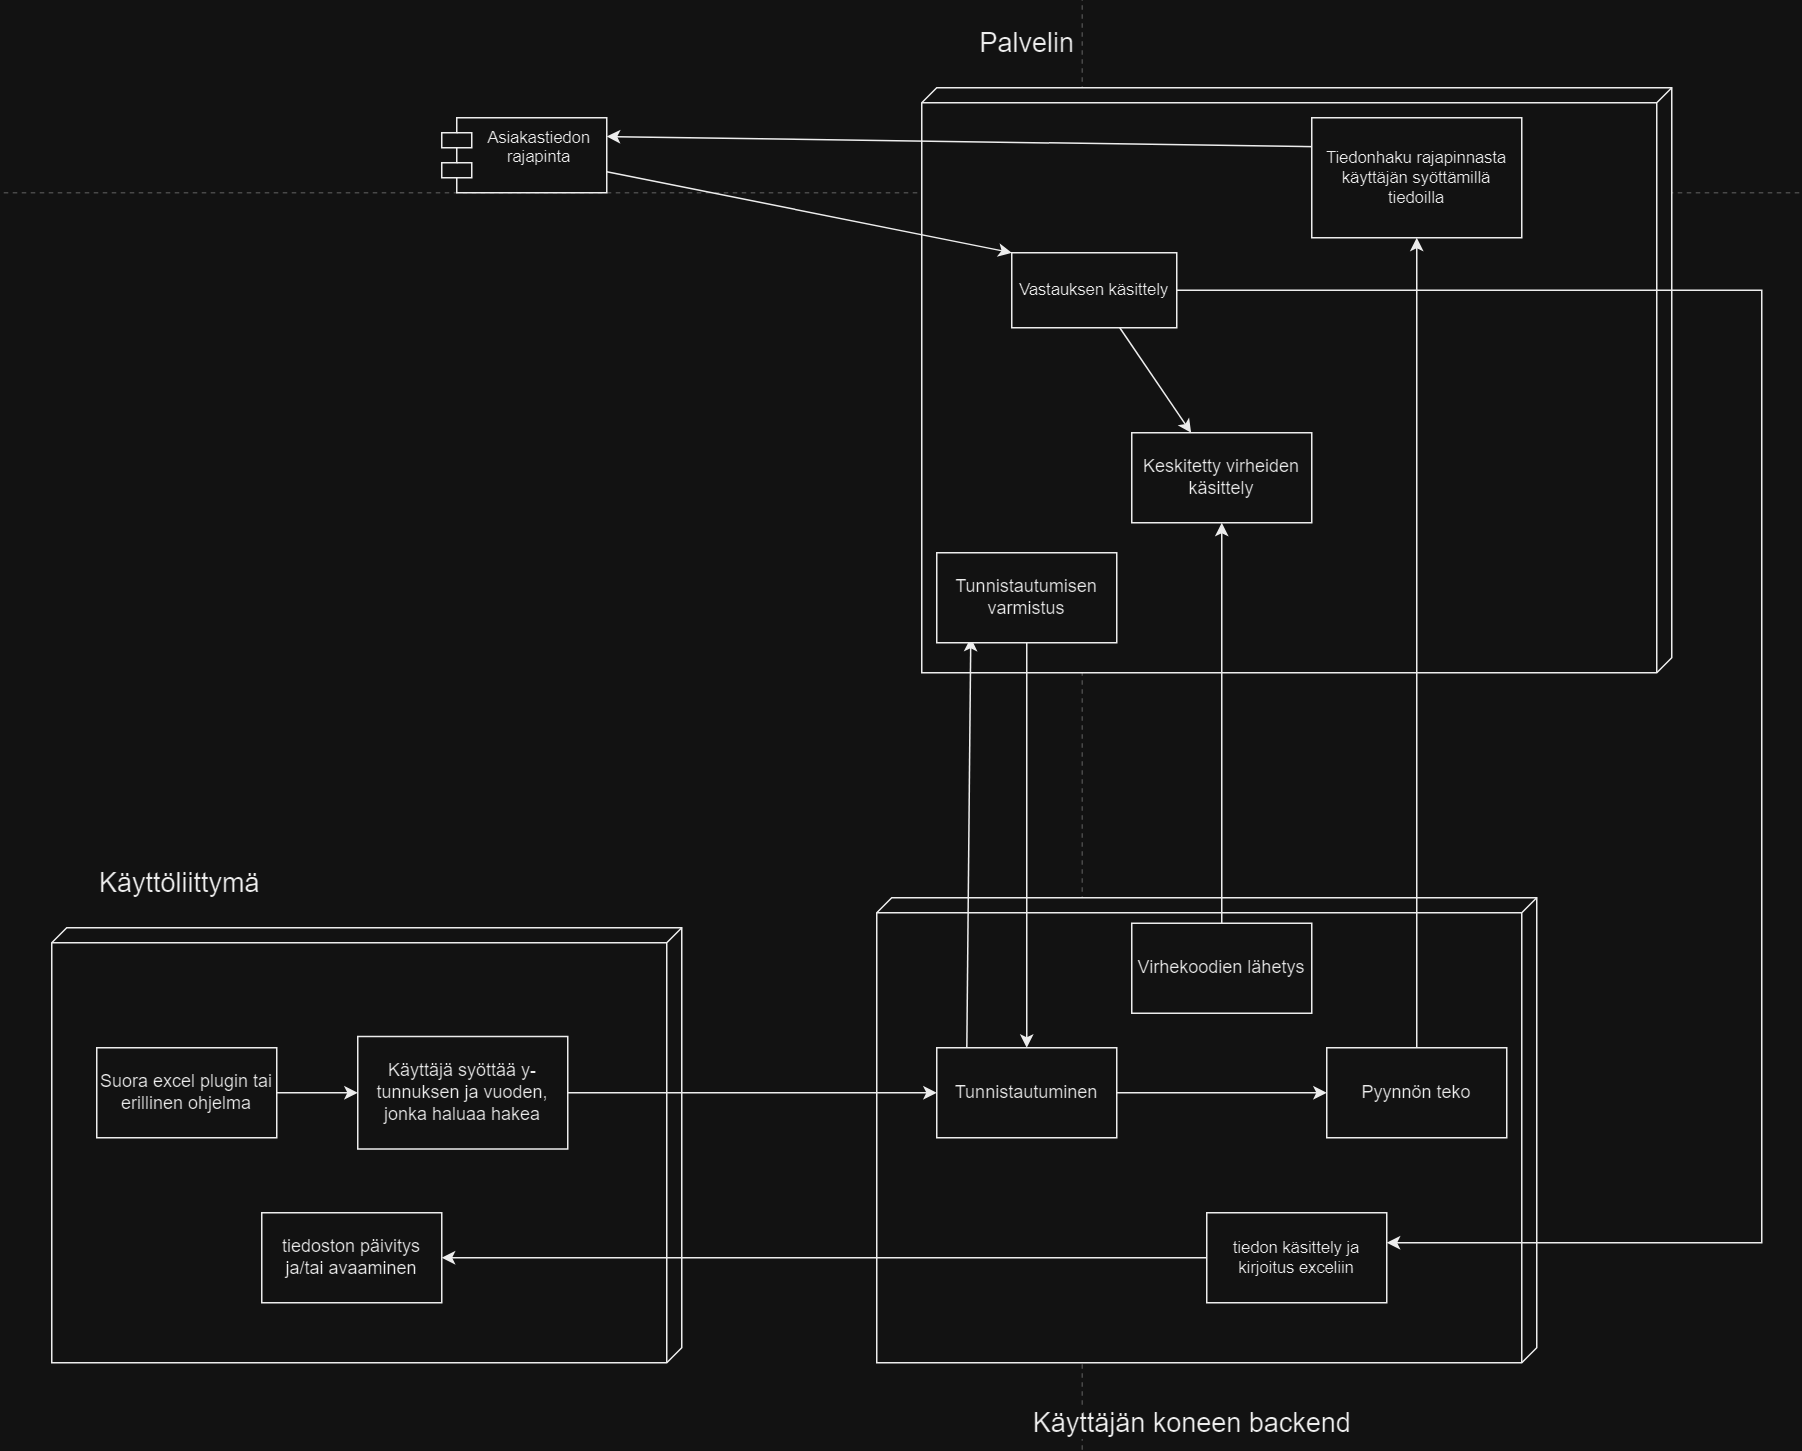 Palvelin
Asiakastiedon
rajapinta
Tiedonhaku rajapinnasta
käyttäjän syöttämillä
tiedoilla
Vastauksen käsittely
Keskitetty virheiden
käsittely
Tunnistautumisen
varmistus
Käyttöliittymä
Suora excel plugin tai
erillinen ohjelma
Käyttäjä syöttää y-
tunnuksen ja vuoden,
jonka haluaa hakea
tiedoston päivitys
ja/tai avaaminen
Virhekoodien lähetys
Tunnistautuminen
Pyynnön teko
tiedon käsittely ja
kirjoitus exceliin
Käyttäjän koneen backend